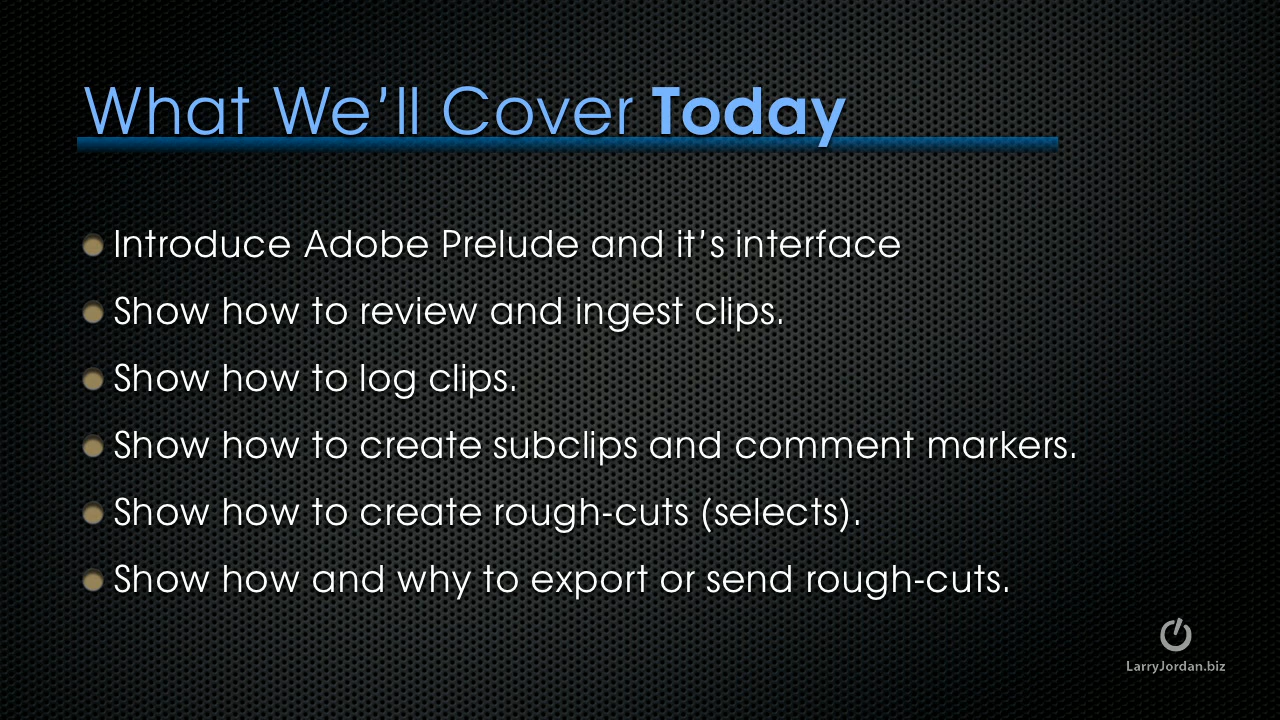 What We’ll Cover Today
Introduce Adobe Prelude and it’s interface
Show how to review and ingest clips.
Show how to log clips.
Show how to create subclips and comment markers.
Show how to create rough-cuts (selects).
Show how and why to export or send rough-cuts.
LarryJordan.biz